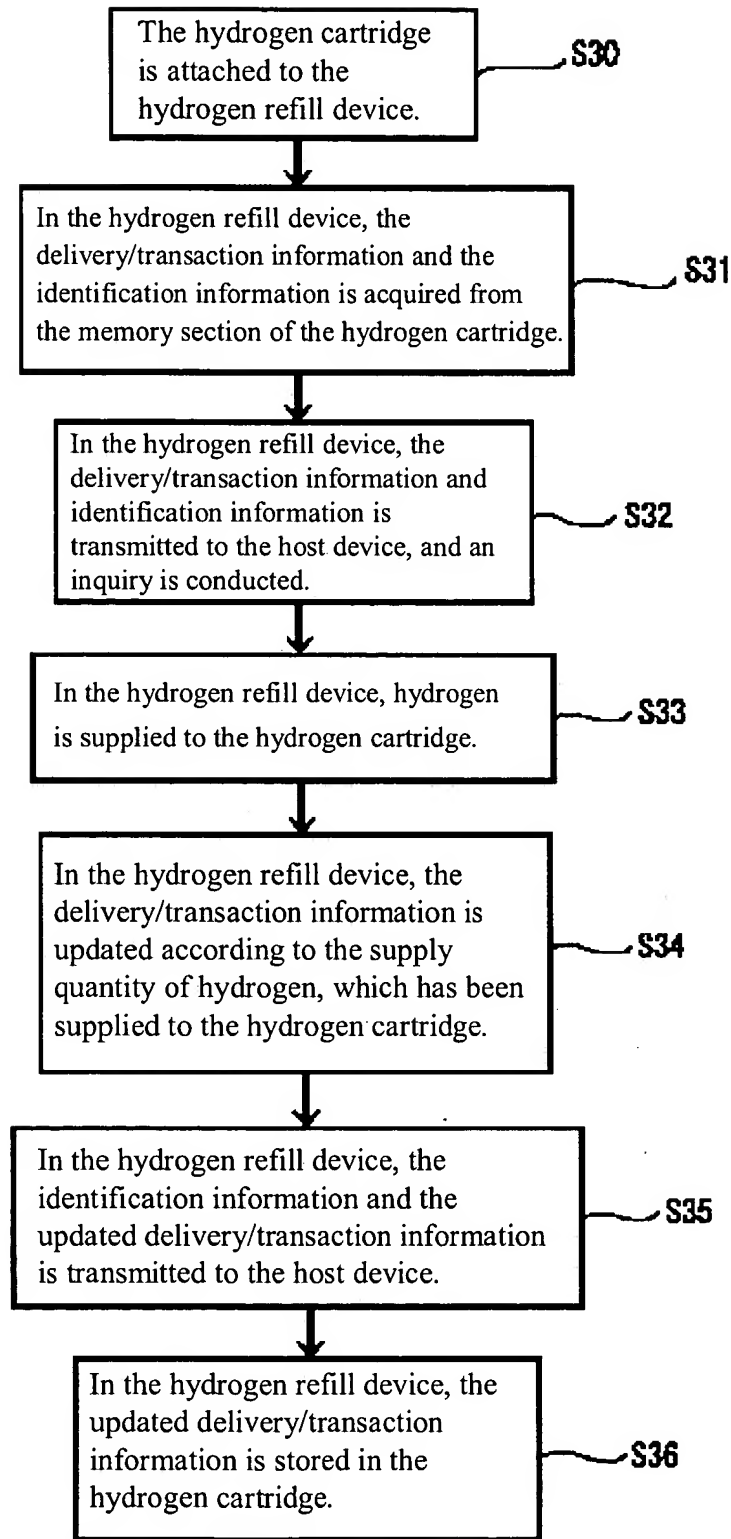 The hydrogen cartridge
is attached to the
hydrogen refill device.
S30
In the hydrogen refill device, the
delivery/transaction information and the
identification information is acquired from
the memory section of the hydrogen cartridge.
S31
In the hydrogen refill device, the
delivery/transaction information and
identification information is
transmitted to the host device, and an
inquiry is conducted.
S32
In the hydrogen refill device, hydrogen
is supplied to the hydrogen cartridge.
S33
In the hydrogen refill device, the
delivery/transaction information is
updated according to the supply
quantity of hydrogen, which has been
supplied to the hydrogen cartridge.
S34
In the hydrogen refill device, the
identification information and the
updated delivery/transaction information
is transmitted to the host device.
S35
In the hydrogen refill device, the
updated delivery/transaction
information is stored in the
hydrogen cartridge.
S36